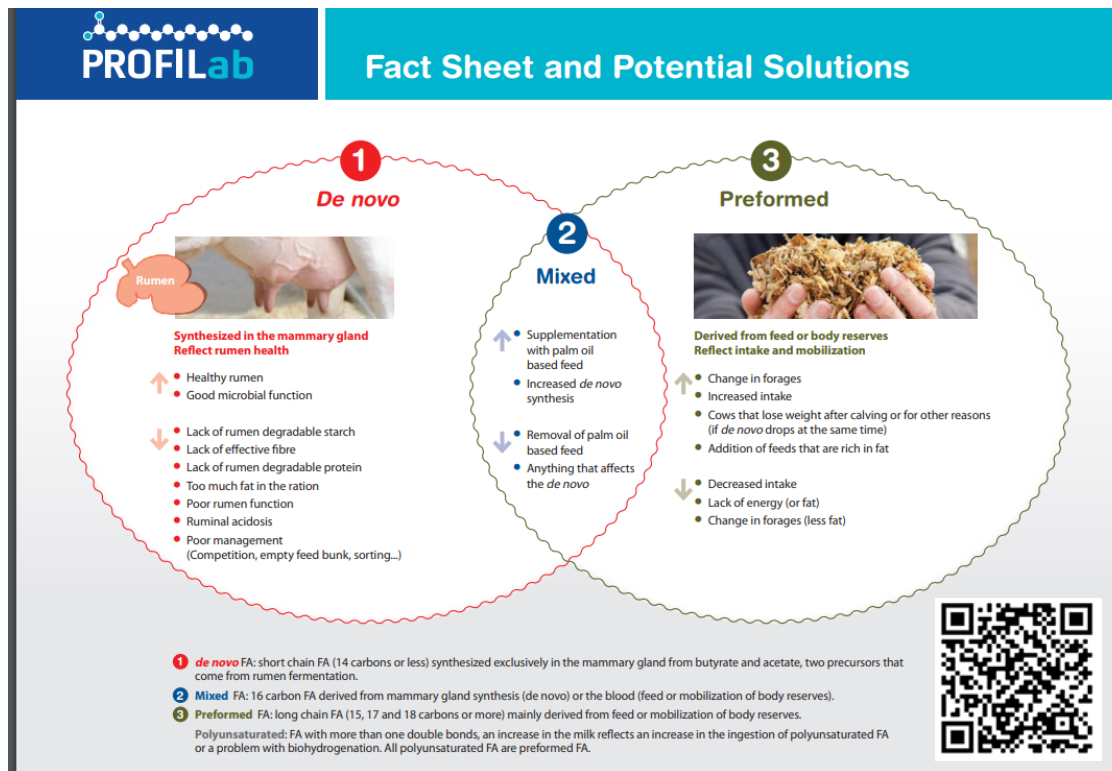 PROFILab
Fact Sheet and Potential Solutions
1
De novo
Rumen
Synthesized in the mammary gland
Reflect rumen health
• Healthy rumen
• Good microbial function
• Lack of rumen degradable starch
• Lack of effective fibre
• Lack of rumen degradable protein
• Too much fat in the ration
• Poor rumen function
• Ruminal acidosis
• Poor management
(Competition, empty feed bunk, sorting...)
2
Mixed
• Supplementation
with palm oil
based feed
• Increased de novo
synthesis
• Removal of palm oil
based feed
• Anything that affects
the de novo
3
Preformed
Derived from feed or body reserves
Reflect intake and mobilization
• Change in forages
• Increased intake
• Cows that lose weight after calving or for other reasons
(if de novo drops at the same time)
• Addition of feeds that are rich in fat
• Decreased intake
• Lack of energy (or fat)
• Change in forages (less fat)
1 de novo FA: short chain FA (14 carbons or less) synthesized exclusively in the mammary gland from butyrate and acetate, two precursors that
come from rumen fermentation.
2 Mixed FA: 16 carbon FA derived from mammary gland synthesis (de novo) or the blood (feed or mobilization of body reserves).
3 Preformed FA: long chain FA (15, 17 and 18 carbons or more) mainly derived from feed or mobilization of body reserves.
Polyunsaturated: FA with more than one double bonds, an increase in the milk reflects an increase in the ingestion of polyunsaturated FA
or a problem with biohydrogenation. All polyunsaturated FA are preformed FA.